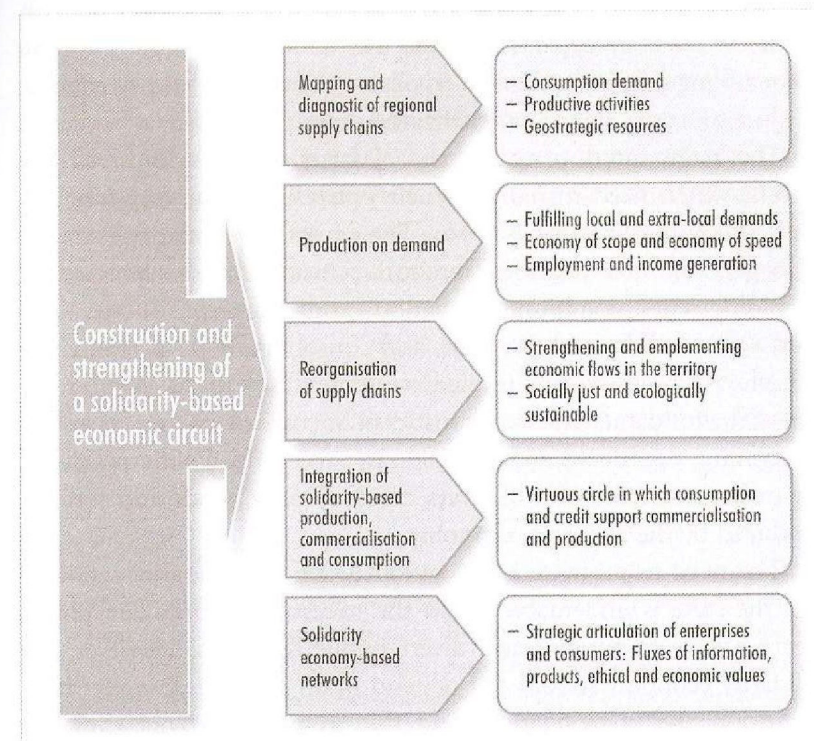 Construction and
strengthening of
a solidarity-based
economic circuit
Mapping and
diagnostic of regional
supply chains
– Consumption demand
– Productive activities
– Geostrategic resources
Production on demand
– Fulfilling local and extra-local demands
– Economy of scope and economy of speed
– Employment and income generation
Reorganisation
of supply chains
– Strengthening and emplementing
economic flows in the territory
– Socially just and ecologically
sustainable
Integration of
solidarity-based
production,
commercialisation
and consumption
– Virtuous circle in which consumption
and credit support commercialisation
and production
Solidarity
economy-based
networks
– Strategic articulation of enterprises
and consumers: Fluxes of information,
products, ethical and economic values